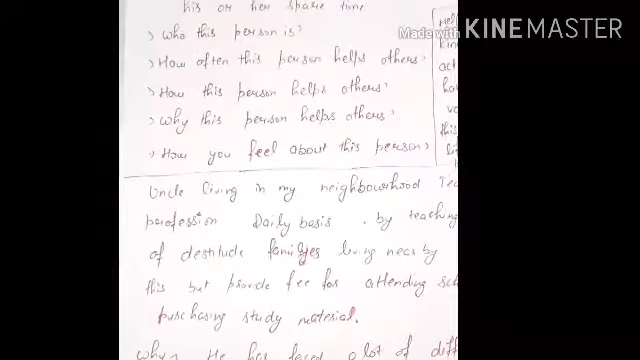 his or her spare time
> Who this person is?
> How often this person helps others?
> How this person helps others?
> Why this person helps others?
> How you feel about this person?
Uncle living in my neighbourhood
profession Daily basis . by teaching
of destitude familyes living near by
this but provide fee for attending
purchasing study material.
Why > He has faced a lot of
Made with KINEMASTER